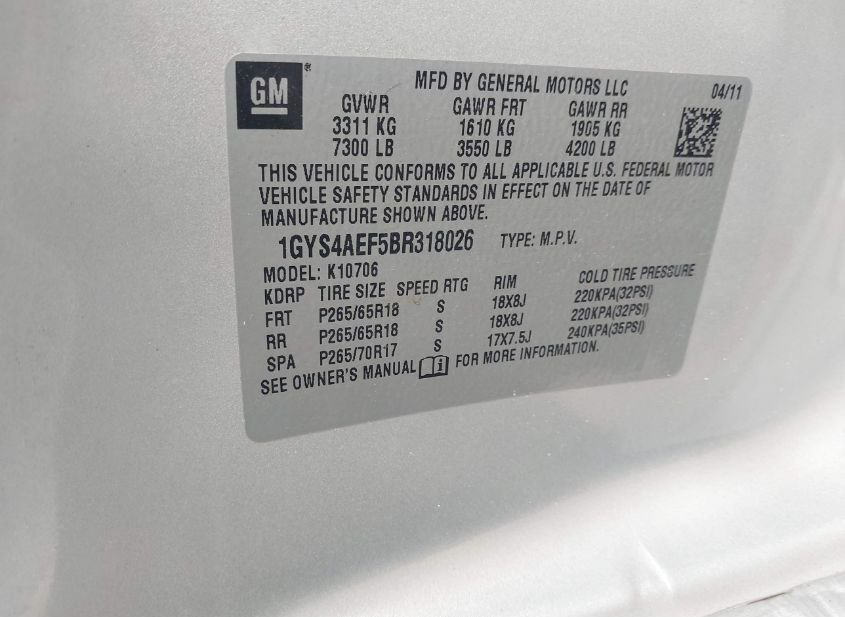 GM
MFD BY GENERAL MOTORS LLC 04/11
GVWR GAWR FRT GAWR RR
3311 KG 1610 KG 1905 KG
7300 LB 3550 LB 4200 LB
THIS VEHICLE CONFORMS TO ALL APPLICABLE U.S. FEDERAL MOTOR
VEHICLE SAFETY STANDARDS IN EFFECT ON THE DATE OF
MANUFACTURE SHOWN ABOVE.
1GYS4AEF5BR318026 TYPE: M.P.V.
MODEL: K10706
KDRP TIRE SIZE SPEED RTG RIM COLD TIRE PRESSURE
FRT P265/65R18 S 18X8J 220KPA(32PSI)
RR P265/65R18 S 18X8J 220KPA(32PSI)
SPA P265/70R17 S 17X7.5J 240KPA(35PSI)
SEE OWNER'S MANUAL i FOR MORE INFORMATION.